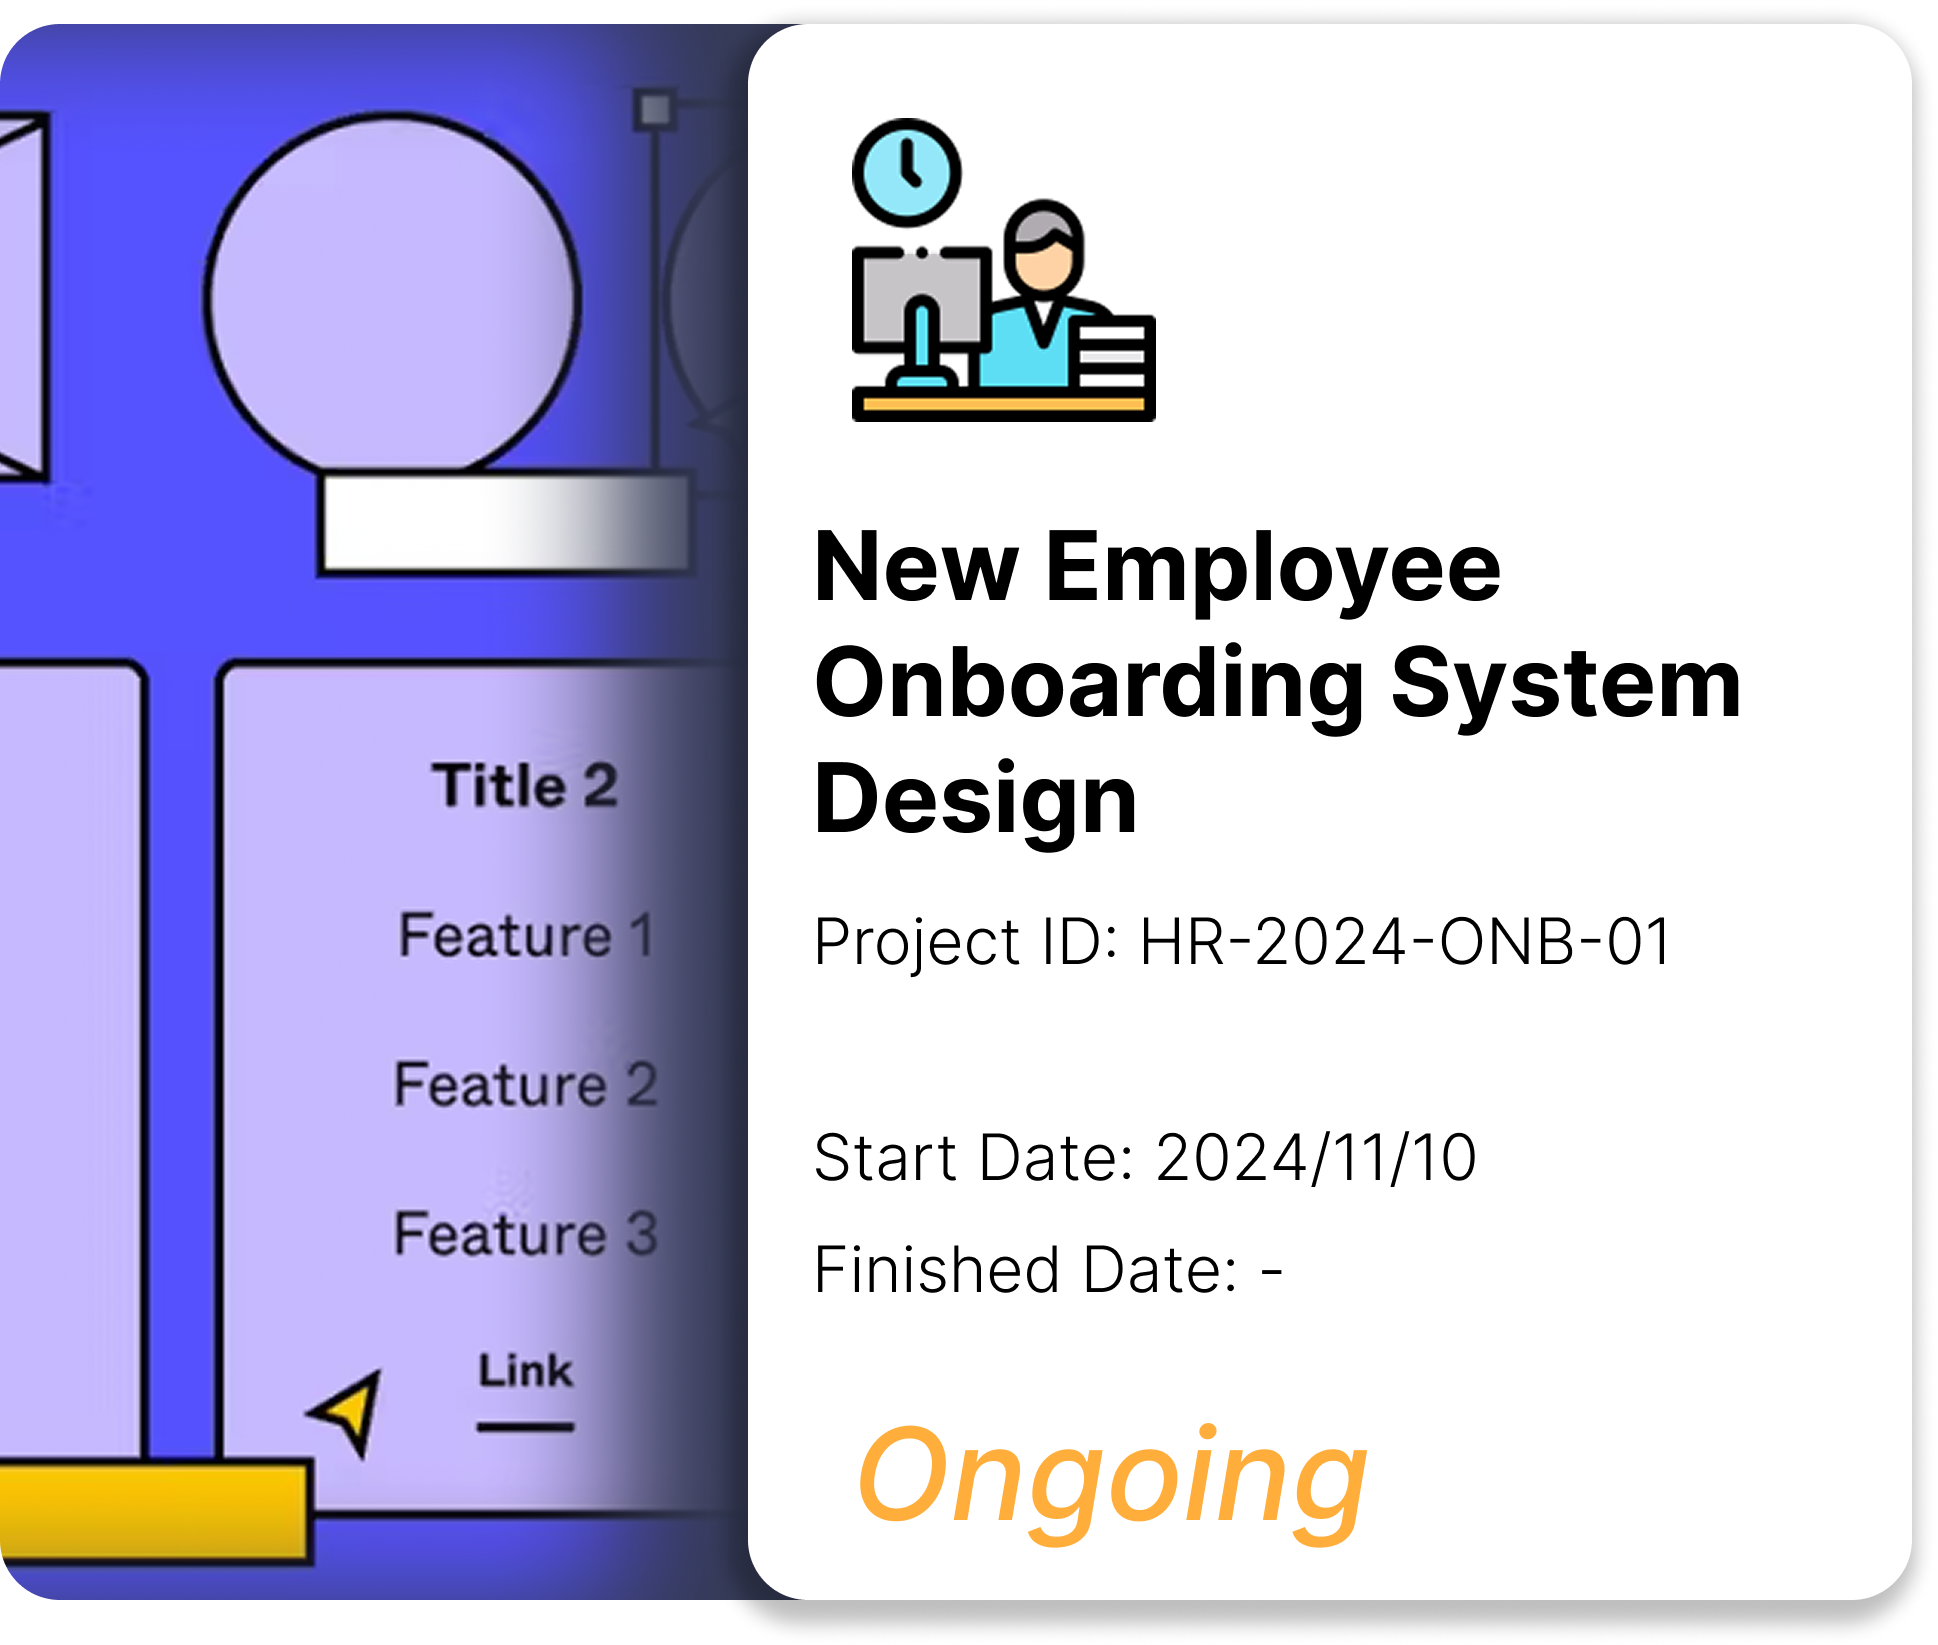 Title 2
Feature 1
Feature 2
Feature 3
Link
New Employee
Onboarding System
Design
Project ID: HR-2024-ONB-01
Start Date: 2024/11/10
Finished Date: -
Ongoing